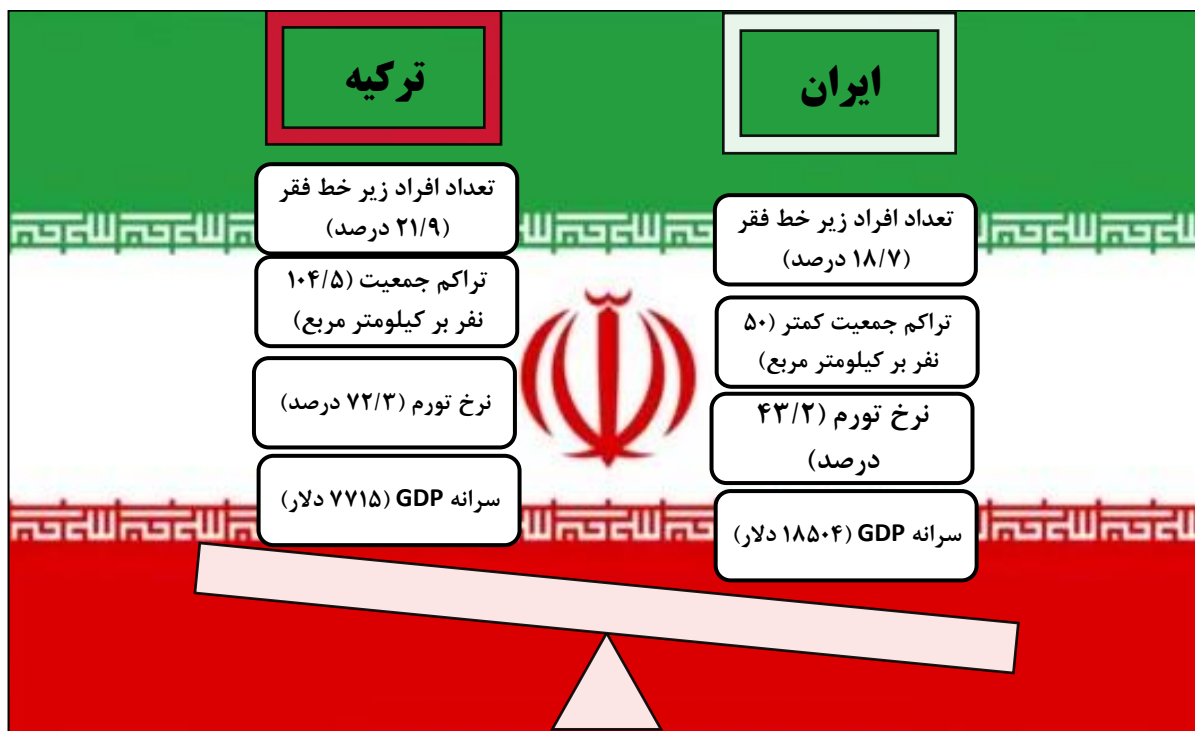 ایران
تعداد افراد زیر خط فقر
(۱۸/۷ درصد)
تراکم جمعیت کمتر (۵۰
نفر بر کیلومتر مربع)
نرخ تورم (۴۳/۲
درصد)
سرانه GDP (۱۸۵۰۴ دلار)
ترکیه
تعداد افراد زیر خط فقر
(۲۱/۹ درصد)
تراکم جمعیت (۱۰۴/۵
نفر بر کیلومتر مربع)
نرخ تورم (۷۲/۳ درصد)
سرانه GDP (۷۷۱۵ دلار)